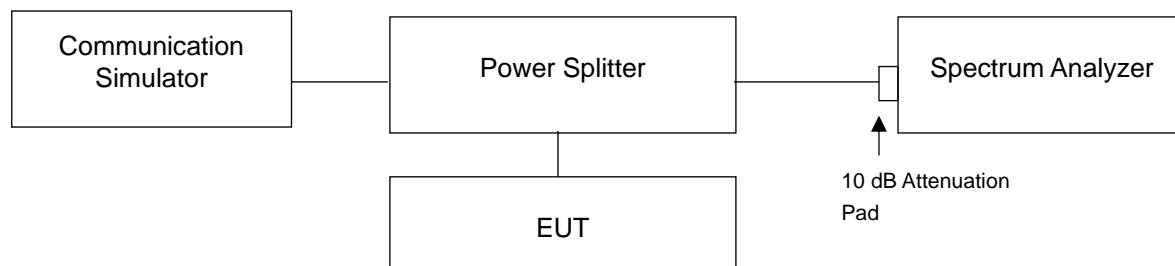 Communication
Simulator
Power Splitter
Spectrum Analyzer
10 dB Attenuation
Pad
EUT